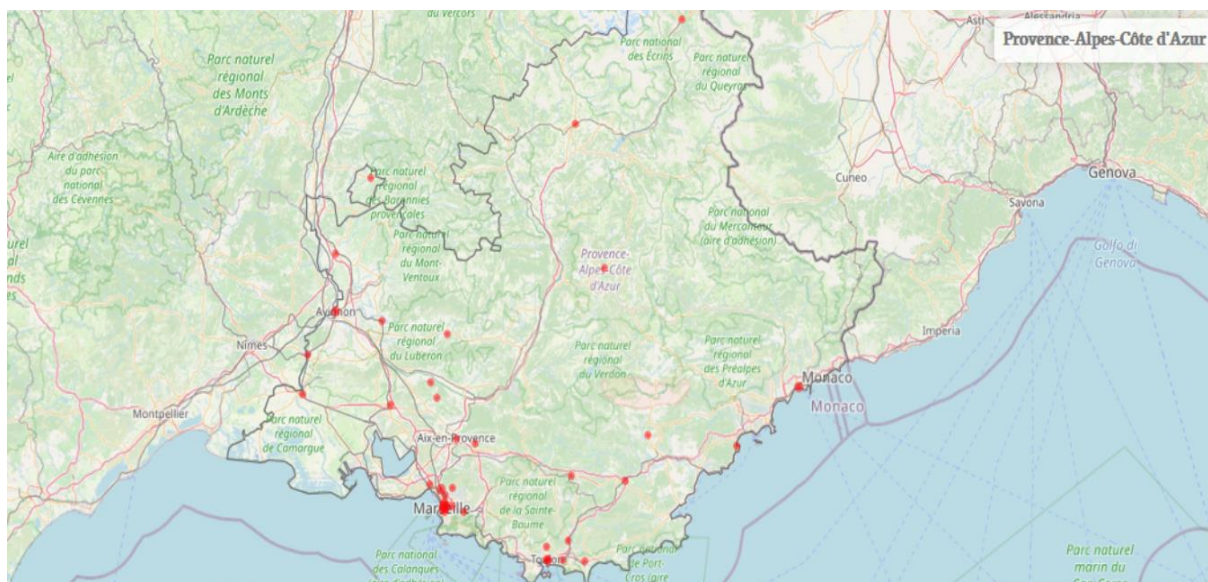 du Vercors
Parc national
des Écrins
Parc naturel
régional
du Queyras
Asti
Alessandria
Provence-Alpes-Côte d'Azur
Parc naturel
régional
des Monts
d'Ardèche
Aire d'adhésion
du parc
national
des Cévennes
Parc naturel
régional
des Baronnies
provençales
Cuneo
Genova
Savona
Parc national
du Mercantour
(aire d'adhésion)
Parc naturel
régional
du Mont-
Ventoux
Provence-
Alpes-Côte
d'Azur
Golfo di
Genova
Avignon
Nîmes
Parc naturel
régional
du Luberon
Parc naturel
régional
du Verdon
Parc naturel
régional
des Préalpes
d'Azur
Imperia
Monaco
Monaco
Montpellier
Parc naturel
régional
de Camargue
Aix-en-Provence
Marseille
Parc naturel
régional
de la Sainte-
Baume
Toulon
Parc national
des Calanques
Parc national
de Port-
Cros (aire
Parc naturel
marin du